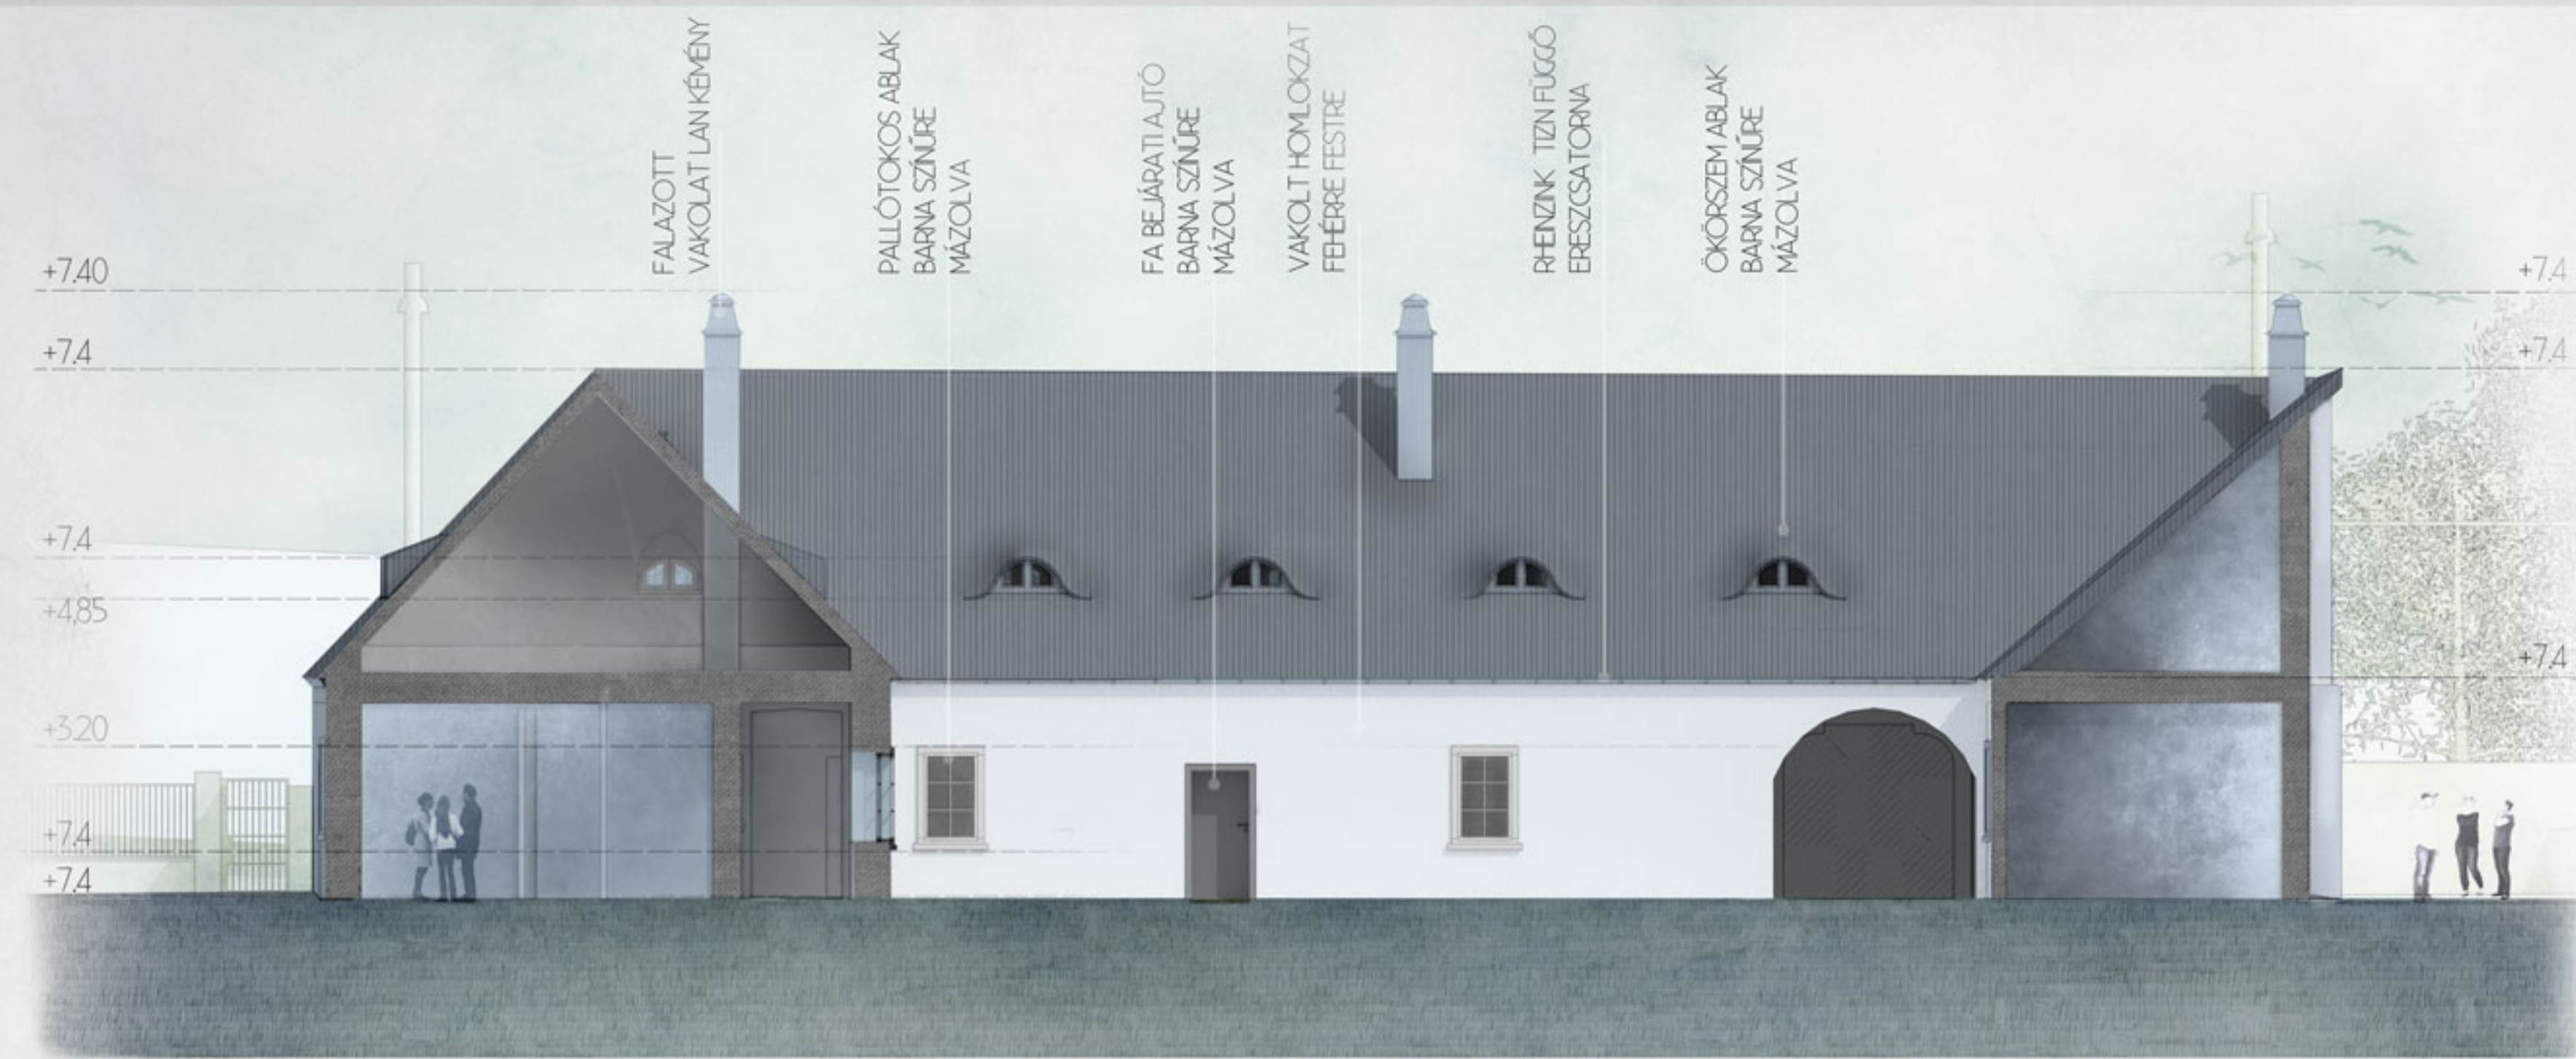 FALAZOTT
VAKOLATLAN KÉMÉNY
PALLÓTOKOS ABLAK
BARNA SZÍNŰRE
MÁZOLVA
FA BEJÁRATI AJTÓ
BARNA SZÍNŰRE
MÁZOLVA
VAKOLT HOMLOKZAT
FEHÉRRE FESTRE
RHEINZINK TIZN FÜGGŐ
ERESZCSATORNA
ÖKÖRSZEM ABLAK
BARNA SZÍNŰRE
MÁZOLVA
+7,40
+7,4
+7,4
+4,85
+3,20
+7,4
+7,4
+7,4
+7,4
+7,4